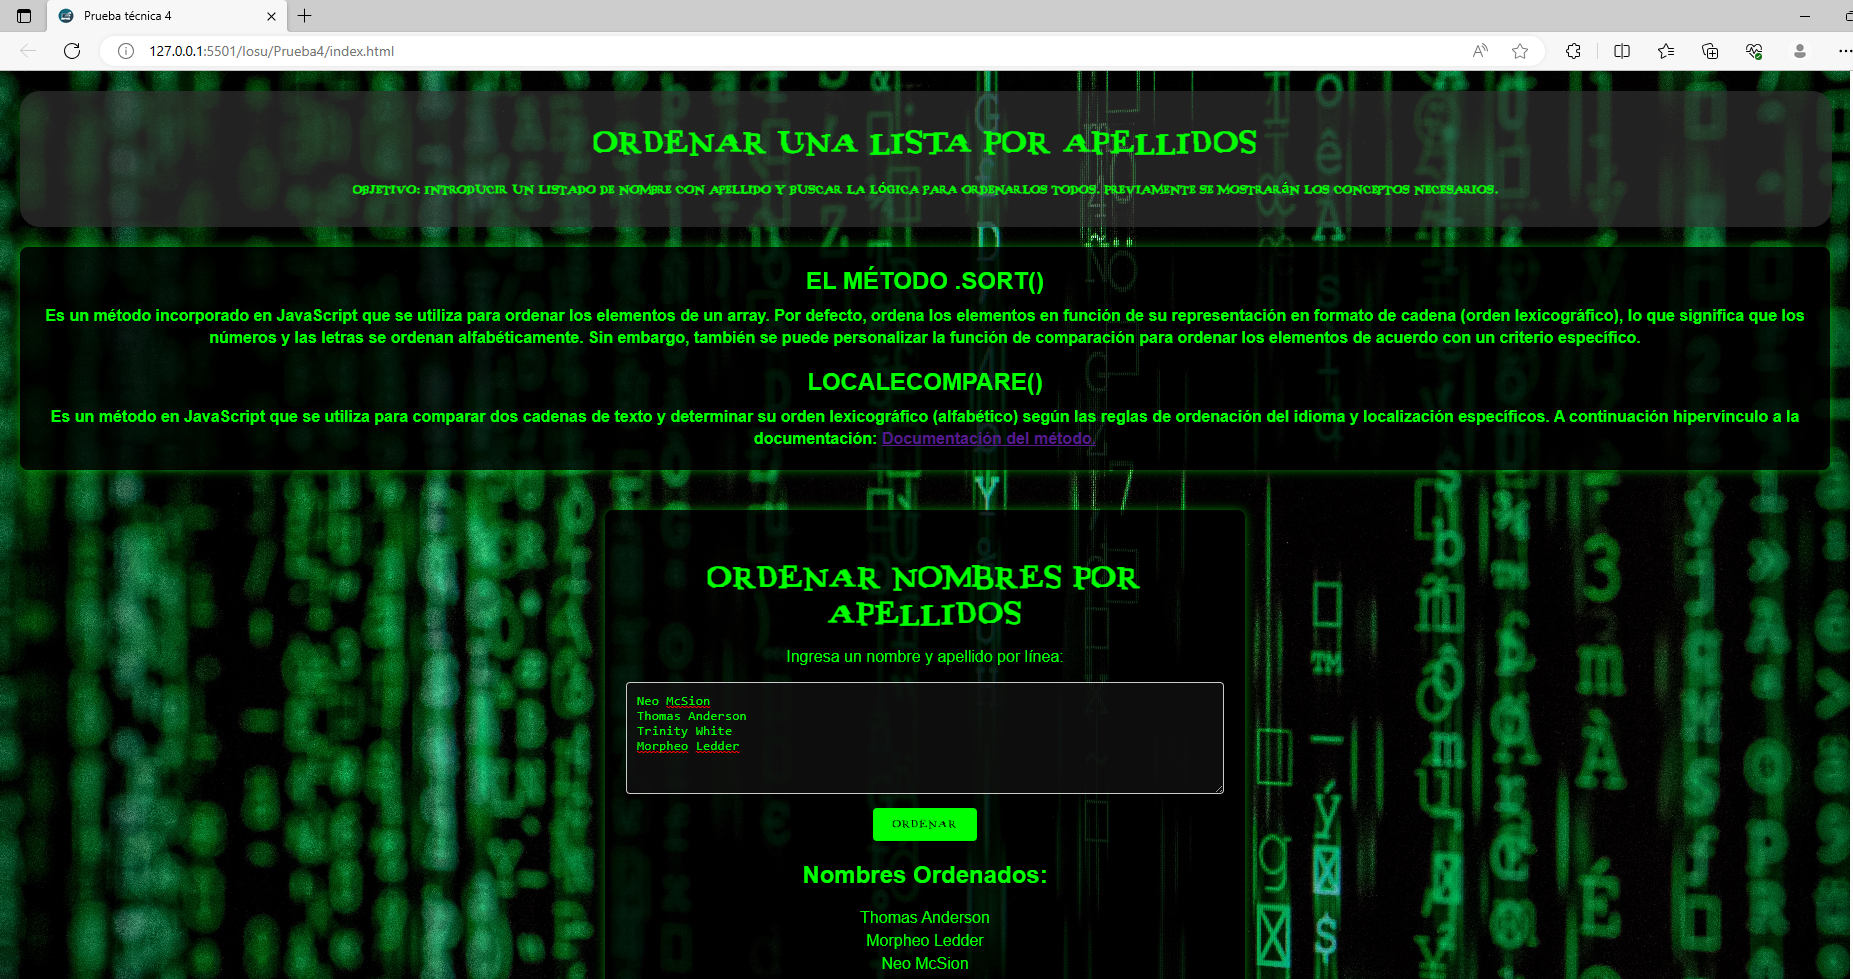 Prueba técnica 4
127.0.0.1:5501/Iosu/Prueba4/index.html
ORDENAR UNA LISTA POR APELLIDOS
OBJETIVO: INTRODUCIR UN LISTADO DE NOMBRE CON APELLIDO Y BUSCAR LA LÓGICA PARA ORDENARLOS TODOS. PREVIAMENTE SE MOSTRARÁN LOS CONCEPTOS NECESARIOS.
EL MÉTODO .SORT()
Es un método incorporado en JavaScript que se utiliza para ordenar los elementos de un array. Por defecto, ordena los elementos en función de su representación en formato de cadena (orden lexicográfico), lo que significa que los
números y las letras se ordenan alfabéticamente. Sin embargo, también se puede personalizar la función de comparación para ordenar los elementos de acuerdo con un criterio específico.
LOCALECOMPARE()
Es un método en JavaScript que se utiliza para comparar dos cadenas de texto y determinar su orden lexicográfico (alfabético) según las reglas de ordenación del idioma y localización específicos. A continuación hipervínculo a la
documentación: Documentación del método.
ORDENAR NOMBRES POR
APELLIDOS
Ingresa un nombre y apellido por línea:
Neo McSion
Thomas Anderson
Trinity White
Morpheo Ledder
ORDENAR
Nombres Ordenados:
Thomas Anderson
Morpheo Ledder
Neo McSion